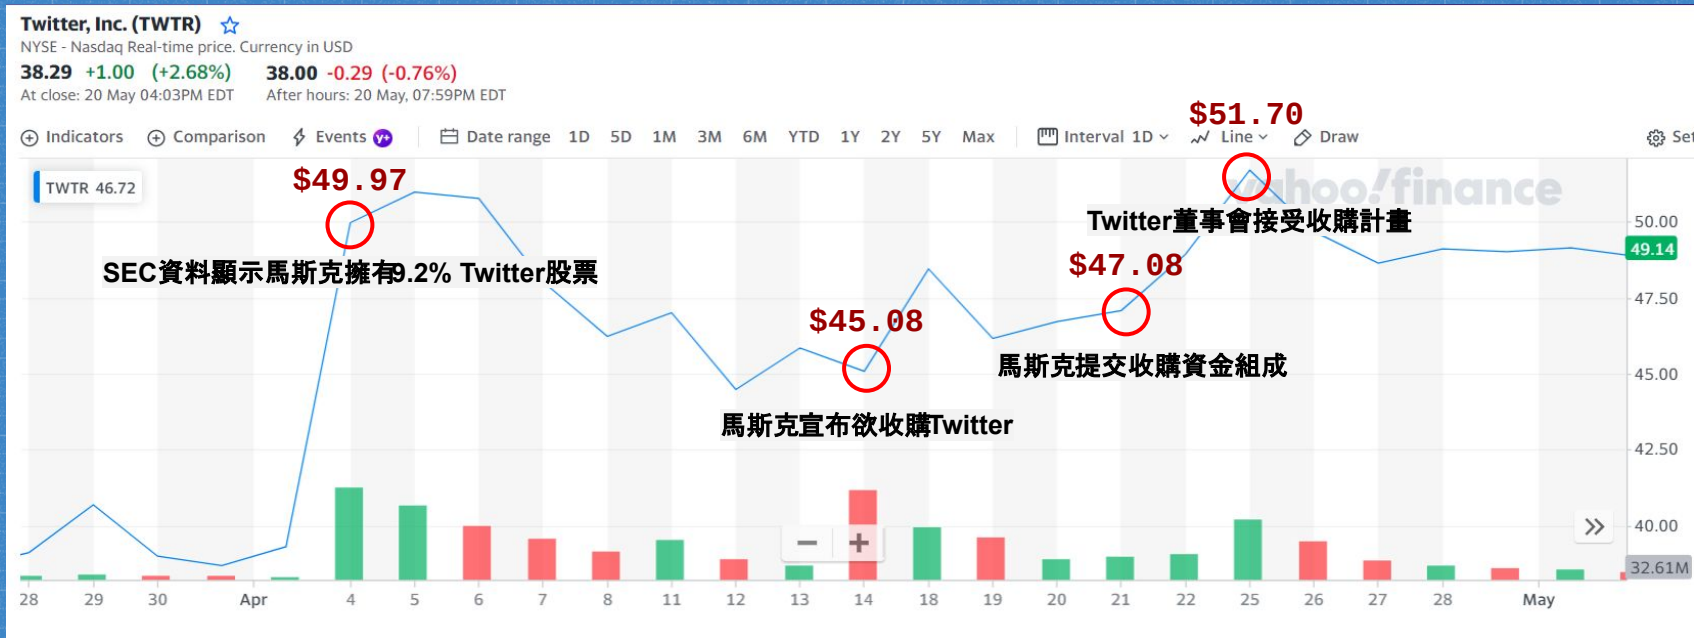 Twitter, Inc. (TWTR)
NYSE - Nasdaq Real-time price. Currency in USD
38.29 +1.00 (+2.68%) 38.00 -0.29 (-0.76%)
At close: 20 May 04:03PM EDT After hours: 20 May, 07:59PM EDT
$51.70
Indicators Comparison Events Y+ Date range 1D 5D 1M 3M 6M YTD 1Y 2Y 5Y Max Interval 1D Line Draw Set
TWTR 46.72
$49.97
yahoo!finance
Twitter董事會接受收購計畫
50.00
49.14
SEC資料顯示馬斯克擁有9.2% Twitter股票
$47.08
47.50
$45.08
馬斯克提交收購資金組成
45.00
馬斯克宣布欲收購Twitter
42.50
40.00
32.61M
28 29 30 Apr 4 5 6 7 8 11 12 13 14 18 19 20 21 22 25 26 27 28 May